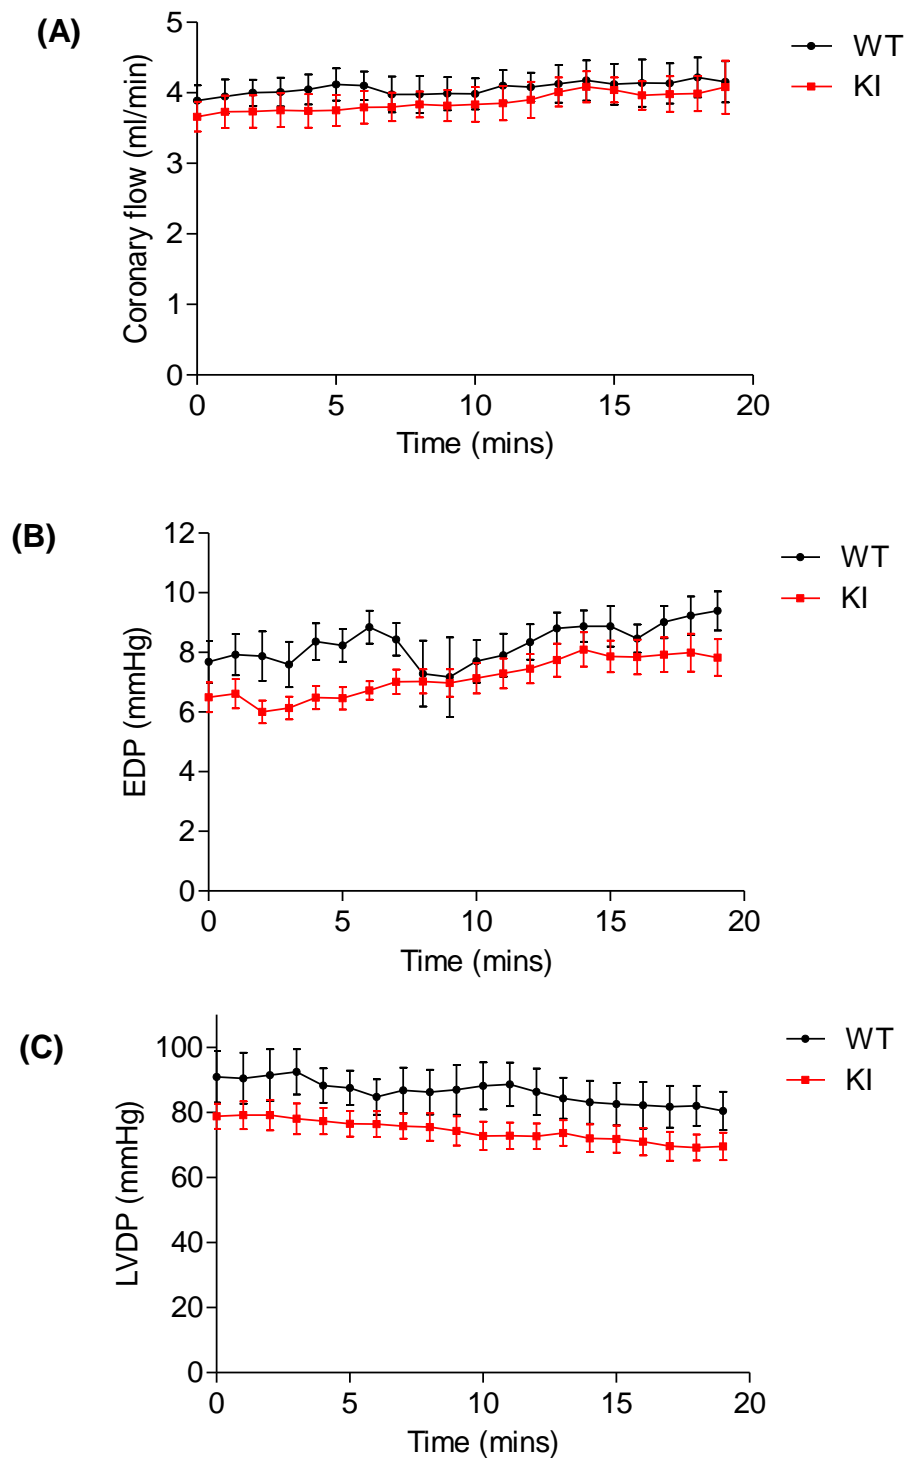 (A)
WT
KI
Coronary flow (ml/min)
5
4
3
2
1
0
0 5 10 15 20
Time (mins)
(B)
WT
KI
EDP (mmHg)
12
10
8
6
4
2
0
0 5 10 15 20
Time (mins)
(C)
WT
KI
LVDP (mmHg)
100
80
60
40
20
0
0 5 10 15 20
Time (mins)